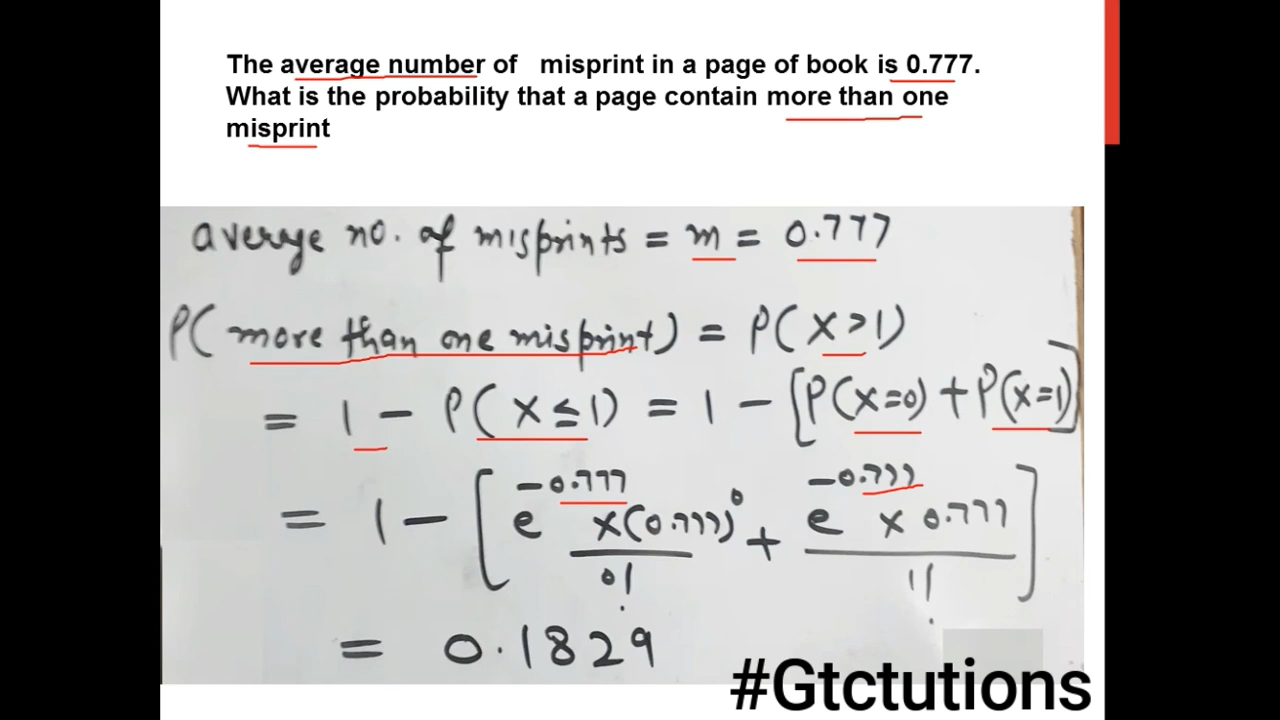 The average number of misprint in a page of book is 0.777.
What is the probability that a page contain more than one
misprint
average no. of misprints = m = 0.777
P( more than one misprint) = P( x > 1)
= 1 - P( x ≤ 1) = 1 - [P(x=0) + P(x=1)]
= 1 - [ e^-0.777 x (0.777)^0 / 0! + e^-0.777 x 0.777 / 1! ]
= 0.1829
#Gtctutions